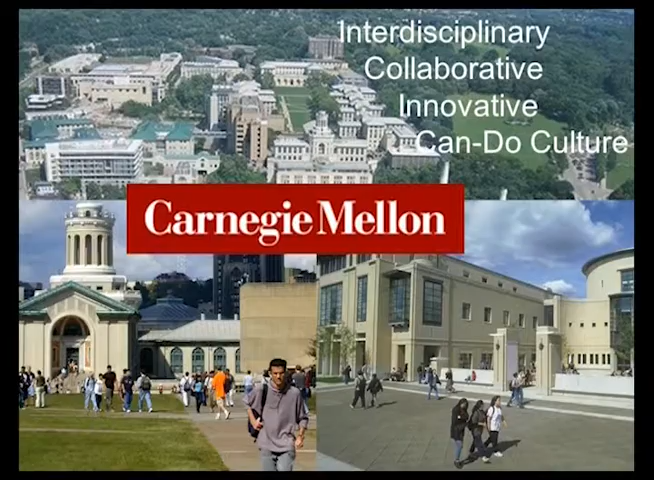 Interdisciplinary
Collaborative
Innovative
Can-Do Culture
Carnegie Mellon